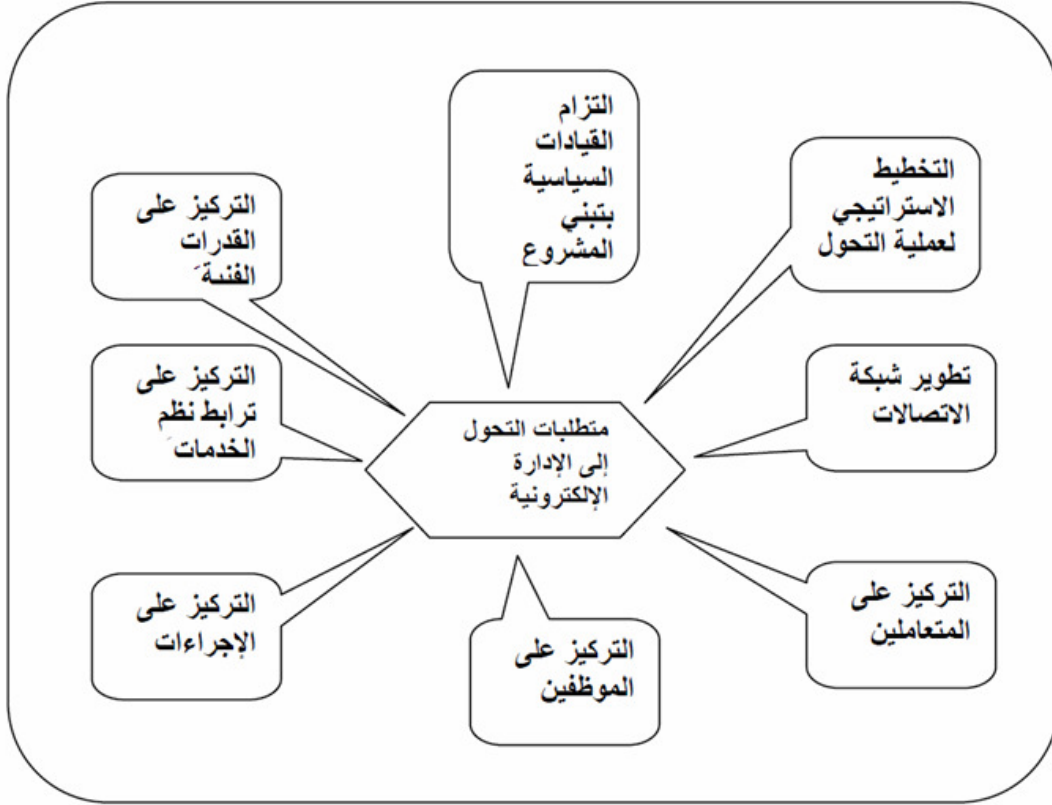 التزام
القيادات
السياسية
بتبني
المشروع
التخطيط
الاستراتيجي
لعملية التحول
التركيز على
القدرات
الفنية
تطوير شبكة
الاتصالات
التركيز على
ترابط نظم
الخدمات
متطلبات التحول
إلى الإدارة
الإلكترونية
التركيز على
المتعاملين
التركيز على
الموظفين
التركيز على
الإجراءات